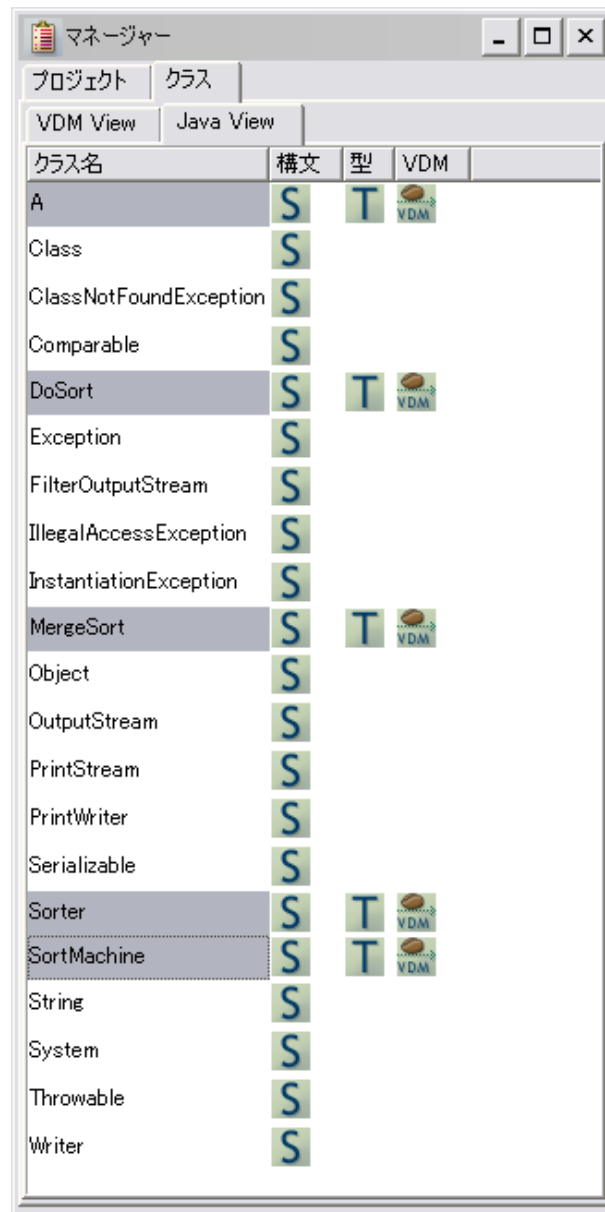 マネージャー
プロジェクト クラス
VDM View Java View
クラス名 構文 型 VDM
A S T VDM
Class S
ClassNotFoundException S
Comparable S
DoSort S T VDM
Exception S
FilterOutputStream S
IllegalAccessException S
InstantiationException S
MergeSort S T VDM
Object S
OutputStream S
PrintStream S
PrintWriter S
Serializable S
Sorter S T VDM
SortMachine S T VDM
String S
System S
Throwable S
Writer S